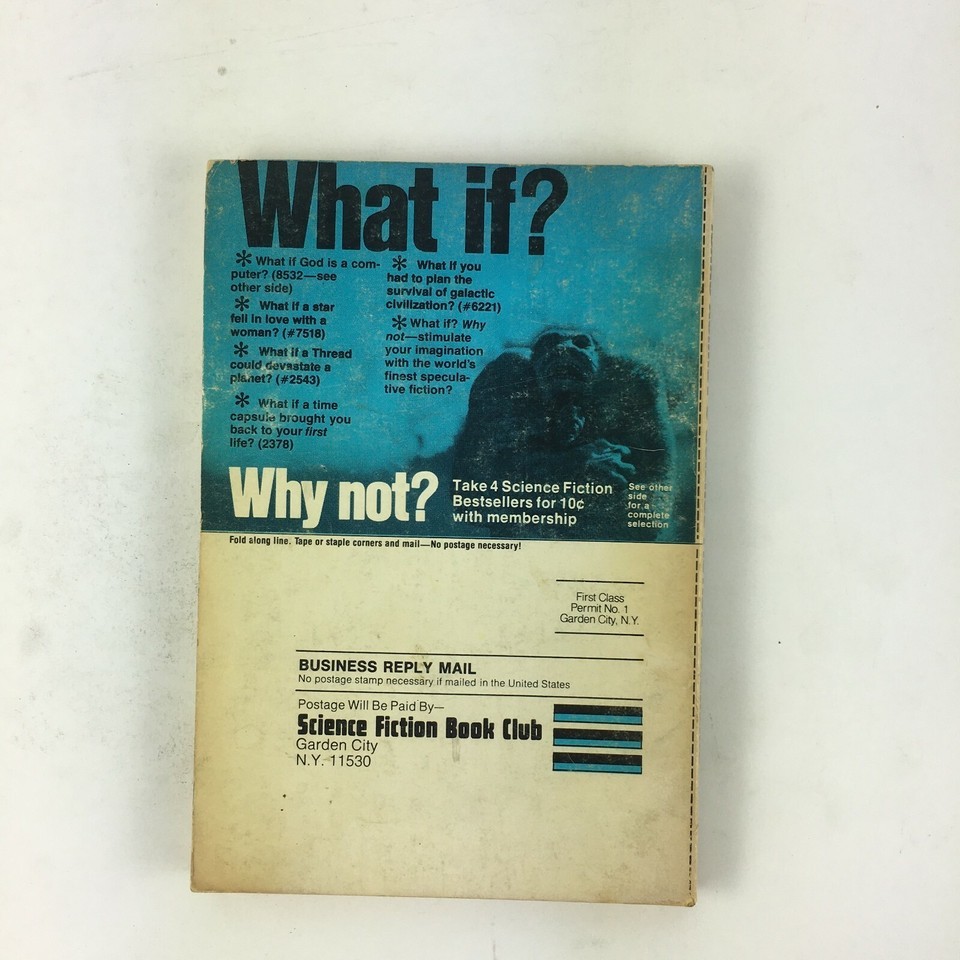 What if?
* What if God is a com-
puter? (8532—see
other side)
* What if a star
fell in love with a
woman? (#7518)
* What if a Thread
could devastate a
planet? (#2543)
* What if a time
capsule brought you
back to your first
life? (2378)
* What if you
had to plan the
survival of galactic
civilization? (#6221)
* What if? Why
not—stimulate
your imagination
with the world's
finest specula-
tive fiction?
Why not?
Take 4 Science Fiction
Bestsellers for 10¢
with membership
See other
side
for a
complete
selection
Fold along line. Tape or staple corners and mail—No postage necessary!
First Class
Permit No. 1
Garden City, N.Y.
BUSINESS REPLY MAIL
No postage stamp necessary if mailed in the United States
Postage Will Be Paid By—
Science Fiction Book Club
Garden City
N.Y. 11530